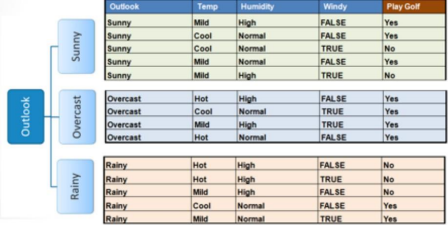 Outlook Temp Humidity Windy Play Golf
Sunny Mild High FALSE Yes
Sunny Cool Normal FALSE Yes
Sunny Cool Normal TRUE No
Sunny Mild Normal FALSE Yes
Sunny Mild High TRUE No
Sunny
Outlook
Overcast
Overcast Hot High FALSE Yes
Overcast Cool Normal TRUE Yes
Overcast Mild High TRUE Yes
Overcast Hot Normal FALSE Yes
Rainy
Rainy Hot High FALSE No
Rainy Hot High TRUE No
Rainy Mild High FALSE No
Rainy Cool Normal FALSE Yes
Rainy Mild Normal TRUE Yes